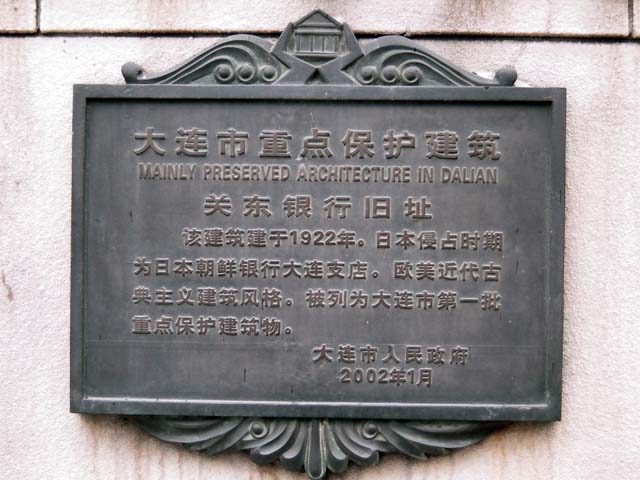 大连市重点保护建筑
MAINLY PRESERVED ARCHITECTURE IN DALIAN
关东银行旧址
该建筑建于1922年。日本侵占时期
为日本朝鲜银行大连支店。欧美近代古
典主义建筑风格。被列为大连市第一批
重点保护建筑物。
大连市人民政府
2002年1月